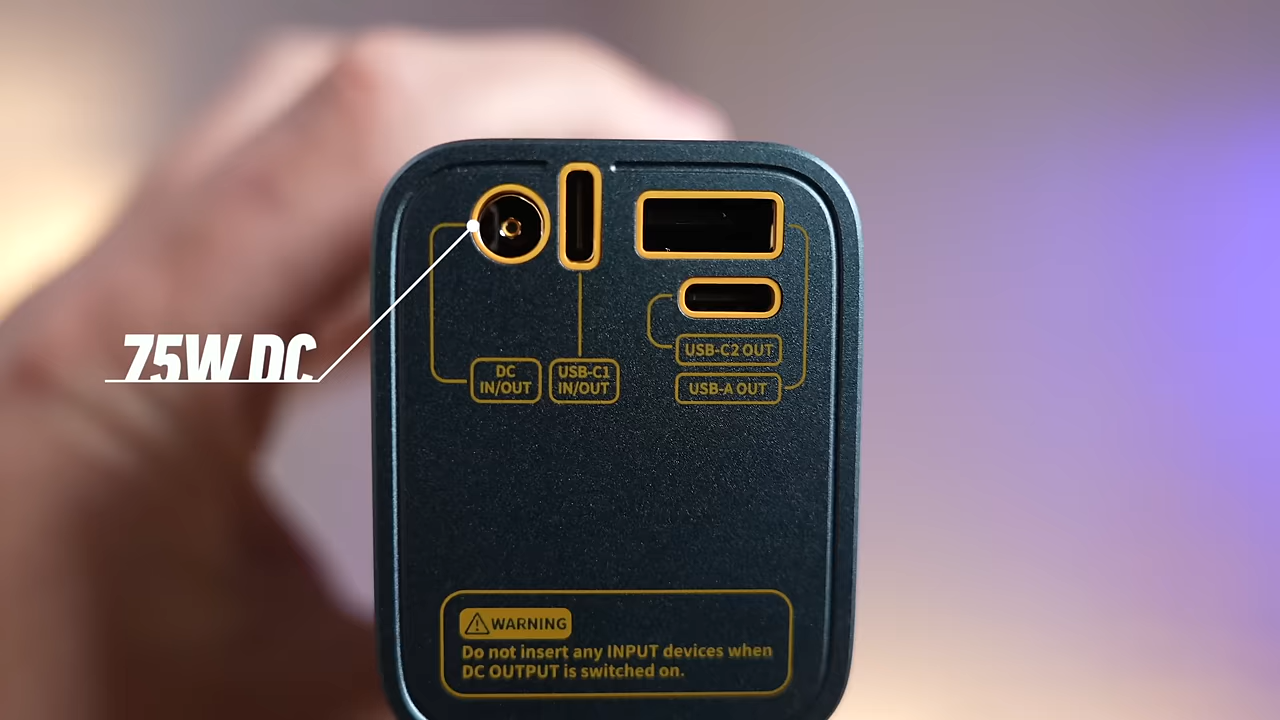 75W DC
DC
IN/OUT
USB-C1
IN/OUT
USB-C2 OUT
USB-A OUT
WARNING
Do not insert any INPUT devices when
DC OUTPUT is switched on.